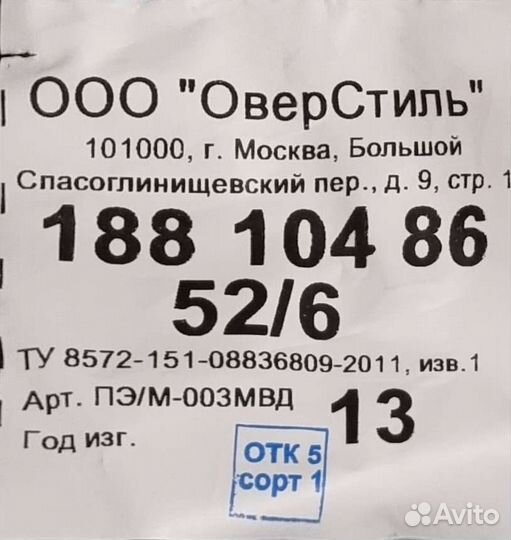 ООО "ОверСтиль"
101000, г. Москва, Большой
Спасоглинищевский пер., д. 9, стр. 1
188 104 86
52/6
ТУ 8572-151-08836809-2011, изв.1
Арт. ПЭ/М-003МВД
13
Год изг.
ОТК 5
сорт 1
Avito